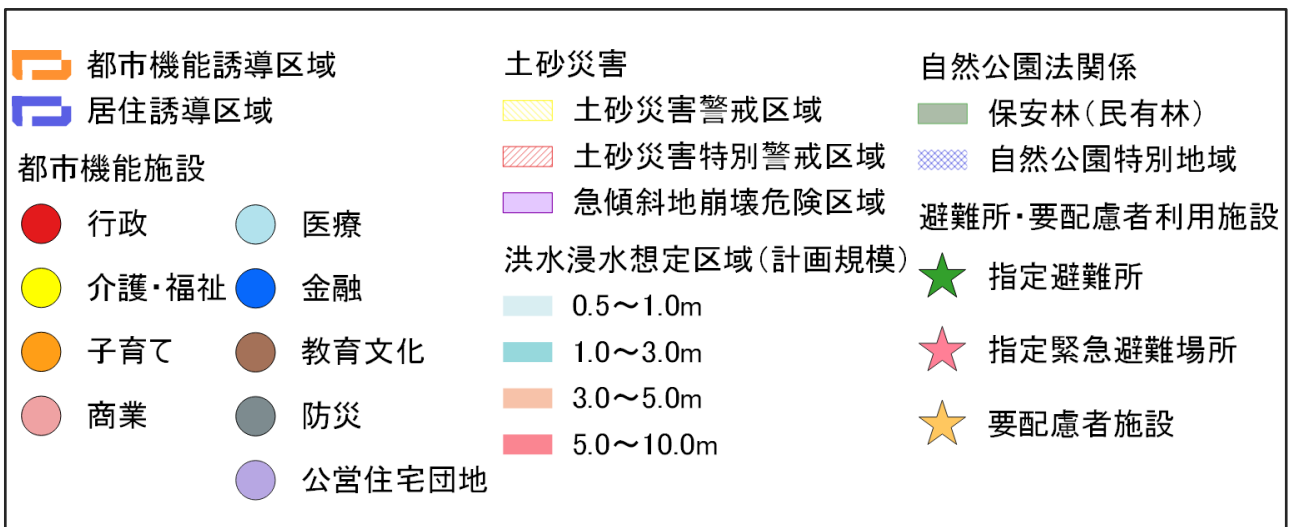 都市機能誘導区域
居住誘導区域
都市機能施設
行政
介護・福祉
子育て
商業
医療
金融
教育文化
防災
公営住宅団地
土砂災害
土砂災害警戒区域
土砂災害特別警戒区域
急傾斜地崩壊危険区域
洪水浸水想定区域(計画規模)
0.5～1.0m
1.0～3.0m
3.0～5.0m
5.0～10.0m
自然公園法関係
保安林(民有林)
自然公園特別地域
避難所・要配慮者利用施設
指定避難所
指定緊急避難場所
要配慮者施設